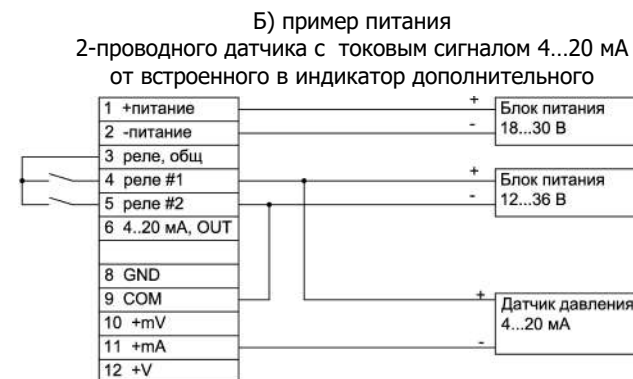 Б) пример питания
2-проводного датчика с токовым сигналом 4...20 мА
от встроенного в индикатор дополнительного
1 +питание
2 -питание
3 реле, общ
4 реле #1
5 реле #2
6 4..20 мА, OUT
8 GND
9 COM
10 +mV
11 +mA
12 +V
+
Блок питания
- 18...30 В
+
Блок питания
- 12...36 В
+
Датчик давления
4...20 мА
-